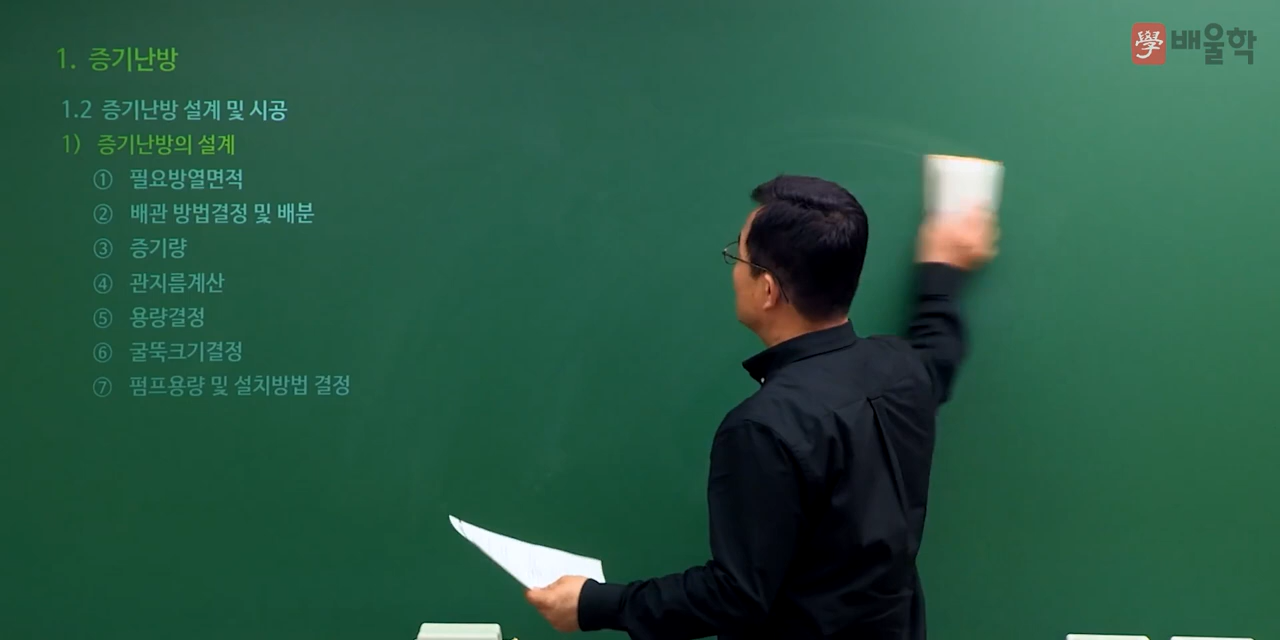 1. 증기난방
學 배울학
1.2 증기난방 설계 및 시공
1) 증기난방의 설계
① 필요방열면적
② 배관 방법결정 및 배분
③ 증기량
④ 관지름계산
⑤ 용량결정
⑥ 굴뚝크기결정
⑦ 펌프용량 및 설치방법 결정